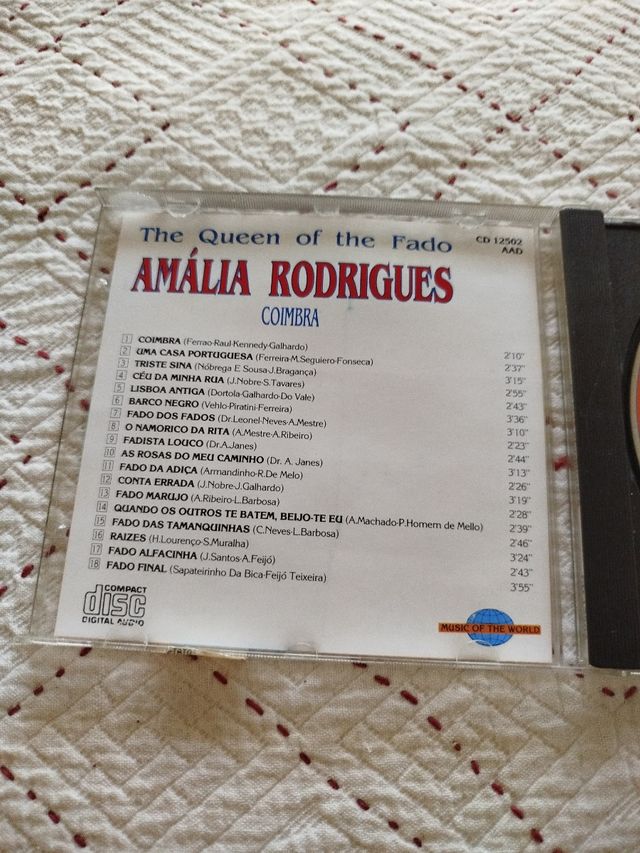 The Queen of the Fado
CD 12502
AAD
AMÁLIA RODRIGUES
COIMBRA
1 COIMBRA (Ferrao-Raul-Kennedy-Galhardo) 2'10"
2 UMA CASA PORTUGUESA (Ferreira-M.Seguiero-Fonseca) 2'37"
3 TRISTE SINA (Nóbrega E Sousa-J.Bragança) 3'15"
4 CÉU DA MINHA RUA (J.Nobre-S.Tavares) 2'55"
5 LISBOA ANTIGA (Dortola-Galhardo-Do Vale) 2'43"
6 BARCO NEGRO (Vehlo-Piratini-Ferreira) 3'36"
7 FADO DOS FADOS (Dr.Leonel-Neves-A.Mestre) 3'10"
8 O NAMORICO DA RITA (A.Mestre-A.Ribeiro) 2'23"
9 FADISTA LOUCO (Dr.A.Janes) 2'44"
10 AS ROSAS DO MEU CAMINHO (Dr. A. Janes) 3'13"
11 FADO DA ADIÇA (Armandinho-R.De Melo) 2'26"
12 CONTA ERRADA (J.Nobre-J.Galhardo) 3'19"
13 FADO MARUJO (A.Ribeiro-L.Barbosa) 2'28"
14 QUANDO OS OUTROS TE BATEM, BEIJO-TE EU (A.Machado-P.Homem de Mello) 2'39"
15 FADO DAS TAMANQUINHAS (C.Neves-L.Barbosa) 2'46"
16 RAIZES (H.Lourenço-S.Muralha) 3'24"
17 FADO ALFACINHA (J.Santos-A.Feijó) 2'43"
18 FADO FINAL (Sapateirinho Da Bica-Feijó Teixeira) 3'55"
COMPACT
disc
DIGITAL AUDIO
MUSIC OF THE WORLD